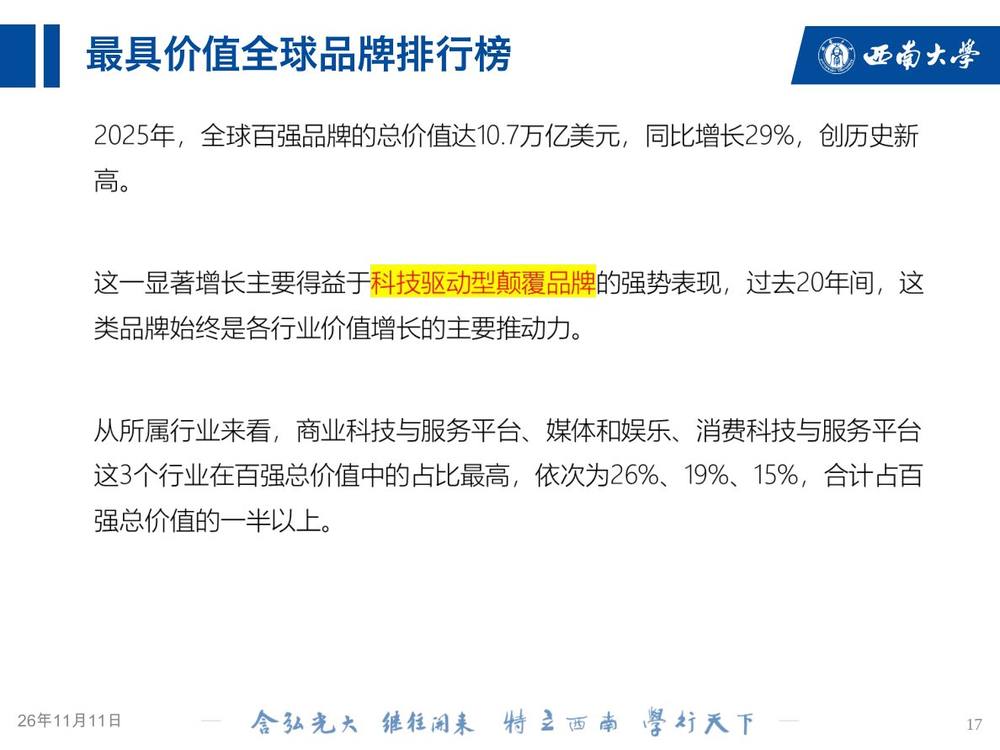 最具价值全球品牌排行榜
西南大学
2025年，全球百强品牌的总价值达10.7万亿美元，同比增长29%，创历史新
高。
这一显著增长主要得益于科技驱动型颠覆品牌的强势表现，过去20年间，这
类品牌始终是各行业价值增长的主要推动力。
从所属行业来看，商业科技与服务平台、媒体和娱乐、消费科技与服务平台
这3个行业在百强总价值中的占比最高，依次为26%、19%、15%，合计占百
强总价值的一半以上。
26年11月11日
含弘光大 继往开来 特立西南 学行天下
17